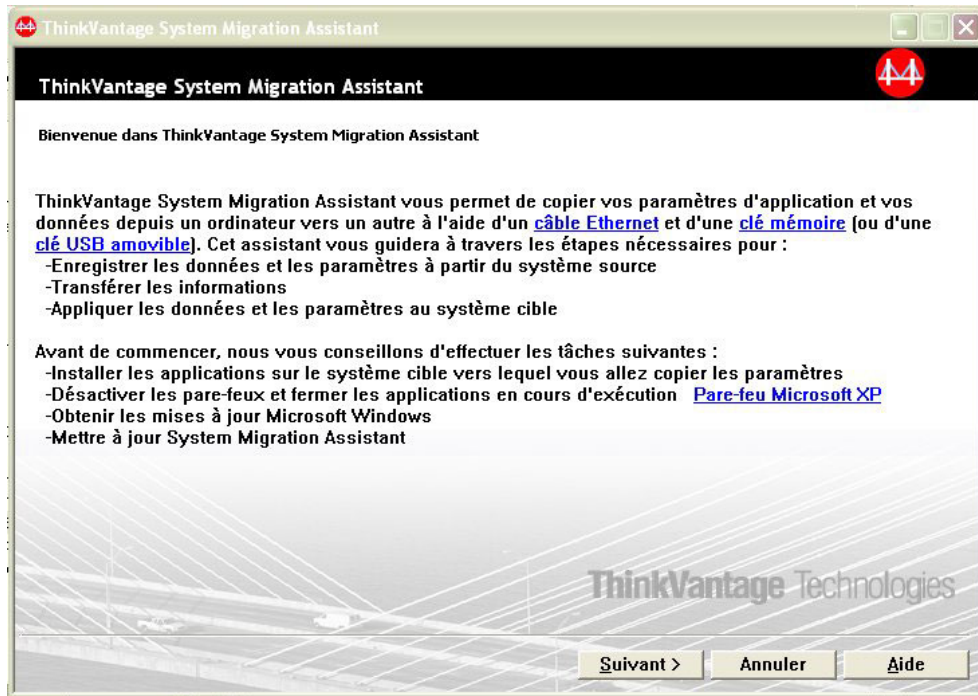 ThinkVantage System Migration Assistant
ThinkVantage System Migration Assistant
Bienvenue dans ThinkVantage System Migration Assistant
ThinkVantage System Migration Assistant vous permet de copier vos paramètres d'application et vos
données depuis un ordinateur vers un autre à l'aide d'un câble Ethernet et d'une clé mémoire (ou d'une
clé USB amovible). Cet assistant vous guidera à travers les étapes nécessaires pour :
-Enregistrer les données et les paramètres à partir du système source
-Transférer les informations
-Appliquer les données et les paramètres au système cible
Avant de commencer, nous vous conseillons d'effectuer les tâches suivantes :
-Installer les applications sur le système cible vers lequel vous allez copier les paramètres
-Désactiver les pare-feux et fermer les applications en cours d'exécution Pare-feu Microsoft XP
-Obtenir les mises à jour Microsoft Windows
-Mettre à jour System Migration Assistant
ThinkVantage Technologies
Suivant > Annuler Aide